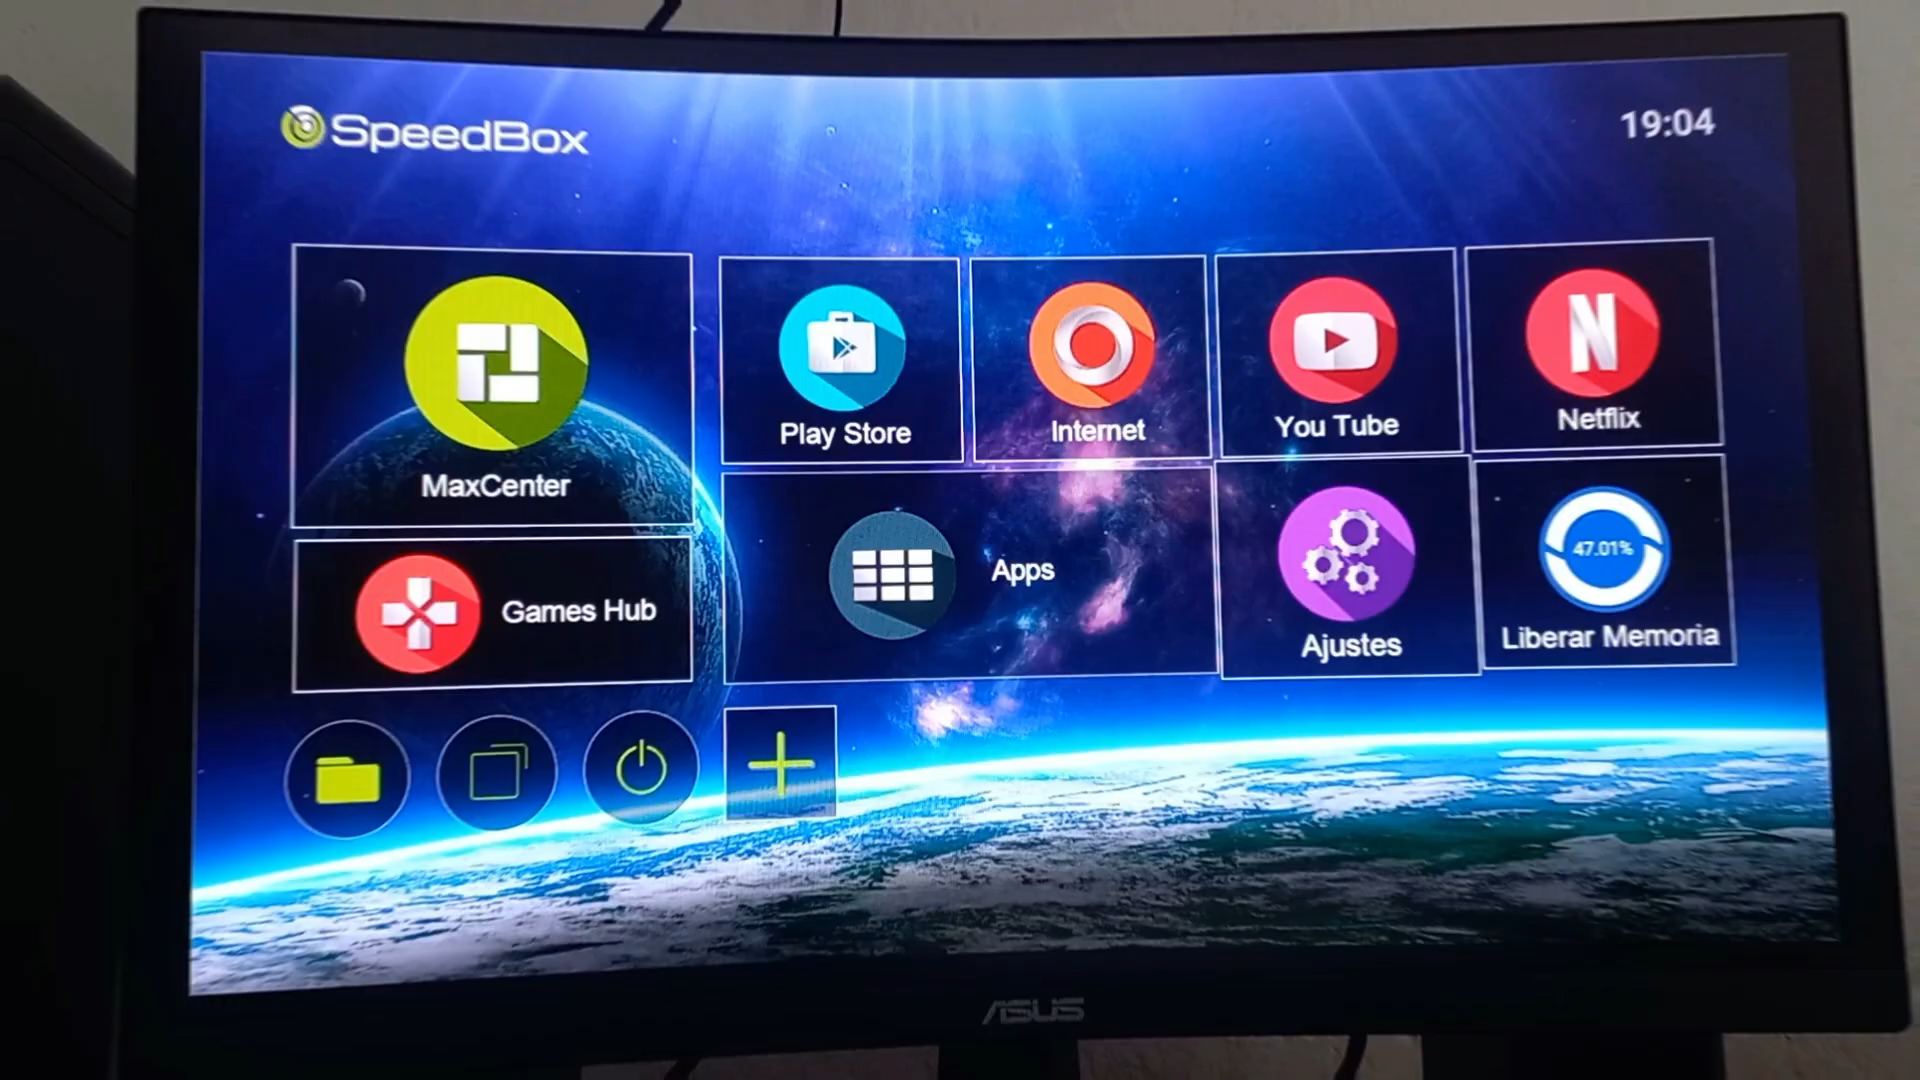 SpeedBox
19:04
MaxCenter
Play Store
Internet
You Tube
N
Netflix
Games Hub
Apps
Ajustes
47.01%
Liberar Memoria
ASUS